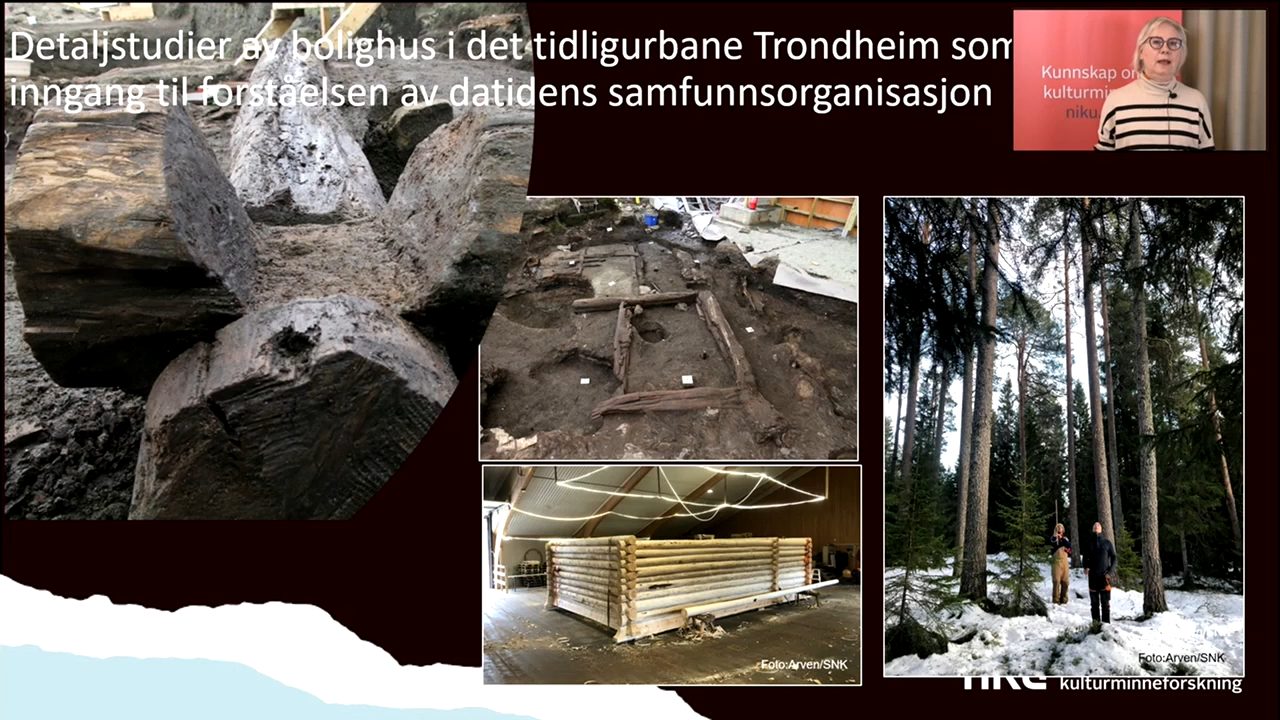 Detaljstudier av bolighus i det tidligurbane Trondheim som
inngang til forståelsen av datidens samfunnsorganisasjon
Kunnskap om
kulturmin
niku.
Foto:Arven/SNK
Foto:Arven/SNK
kulturminneforskning